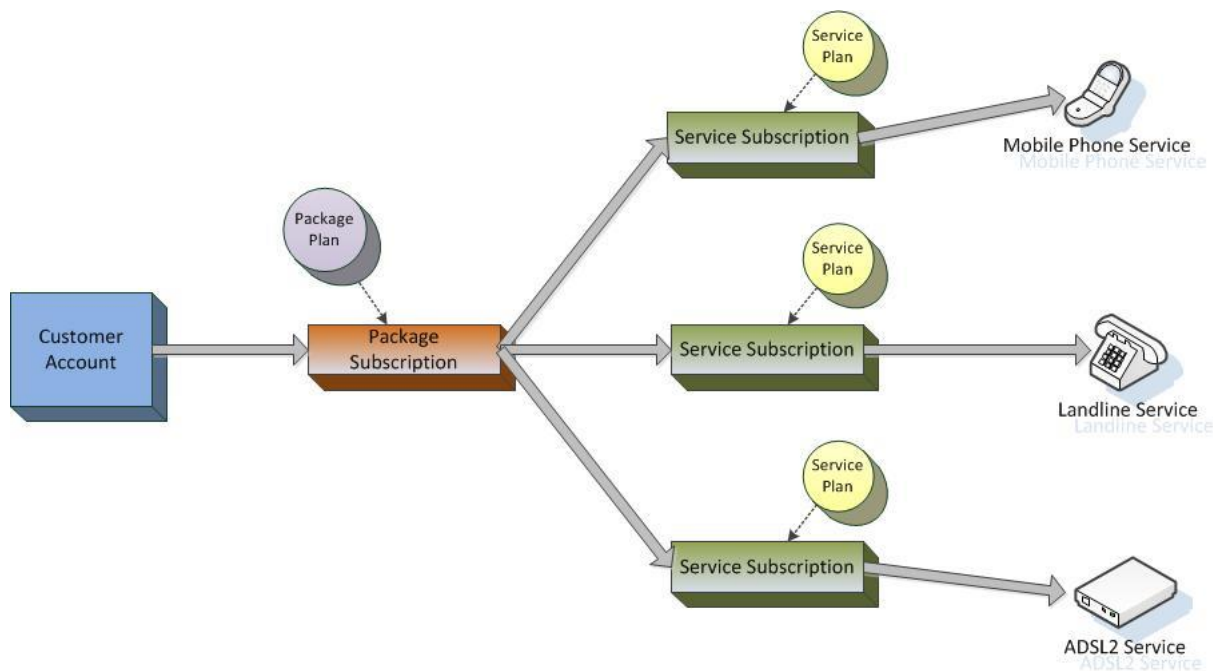 Service
Plan
Service Subscription
Mobile Phone Service
Mobile Phone Service
Package
Plan
Service
Plan
Customer
Account
Package
Subscription
Service Subscription
Landline Service
Landline Service
Service
Plan
Service Subscription
ADSL2 Service
ADSL2 Service